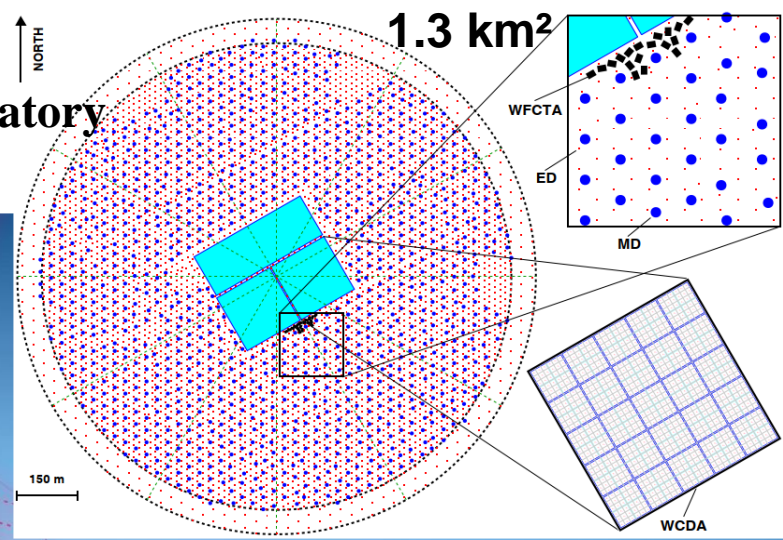 1.3 km²
NORTH
atory
WFCTA
ED
MD
150 m
WCDA